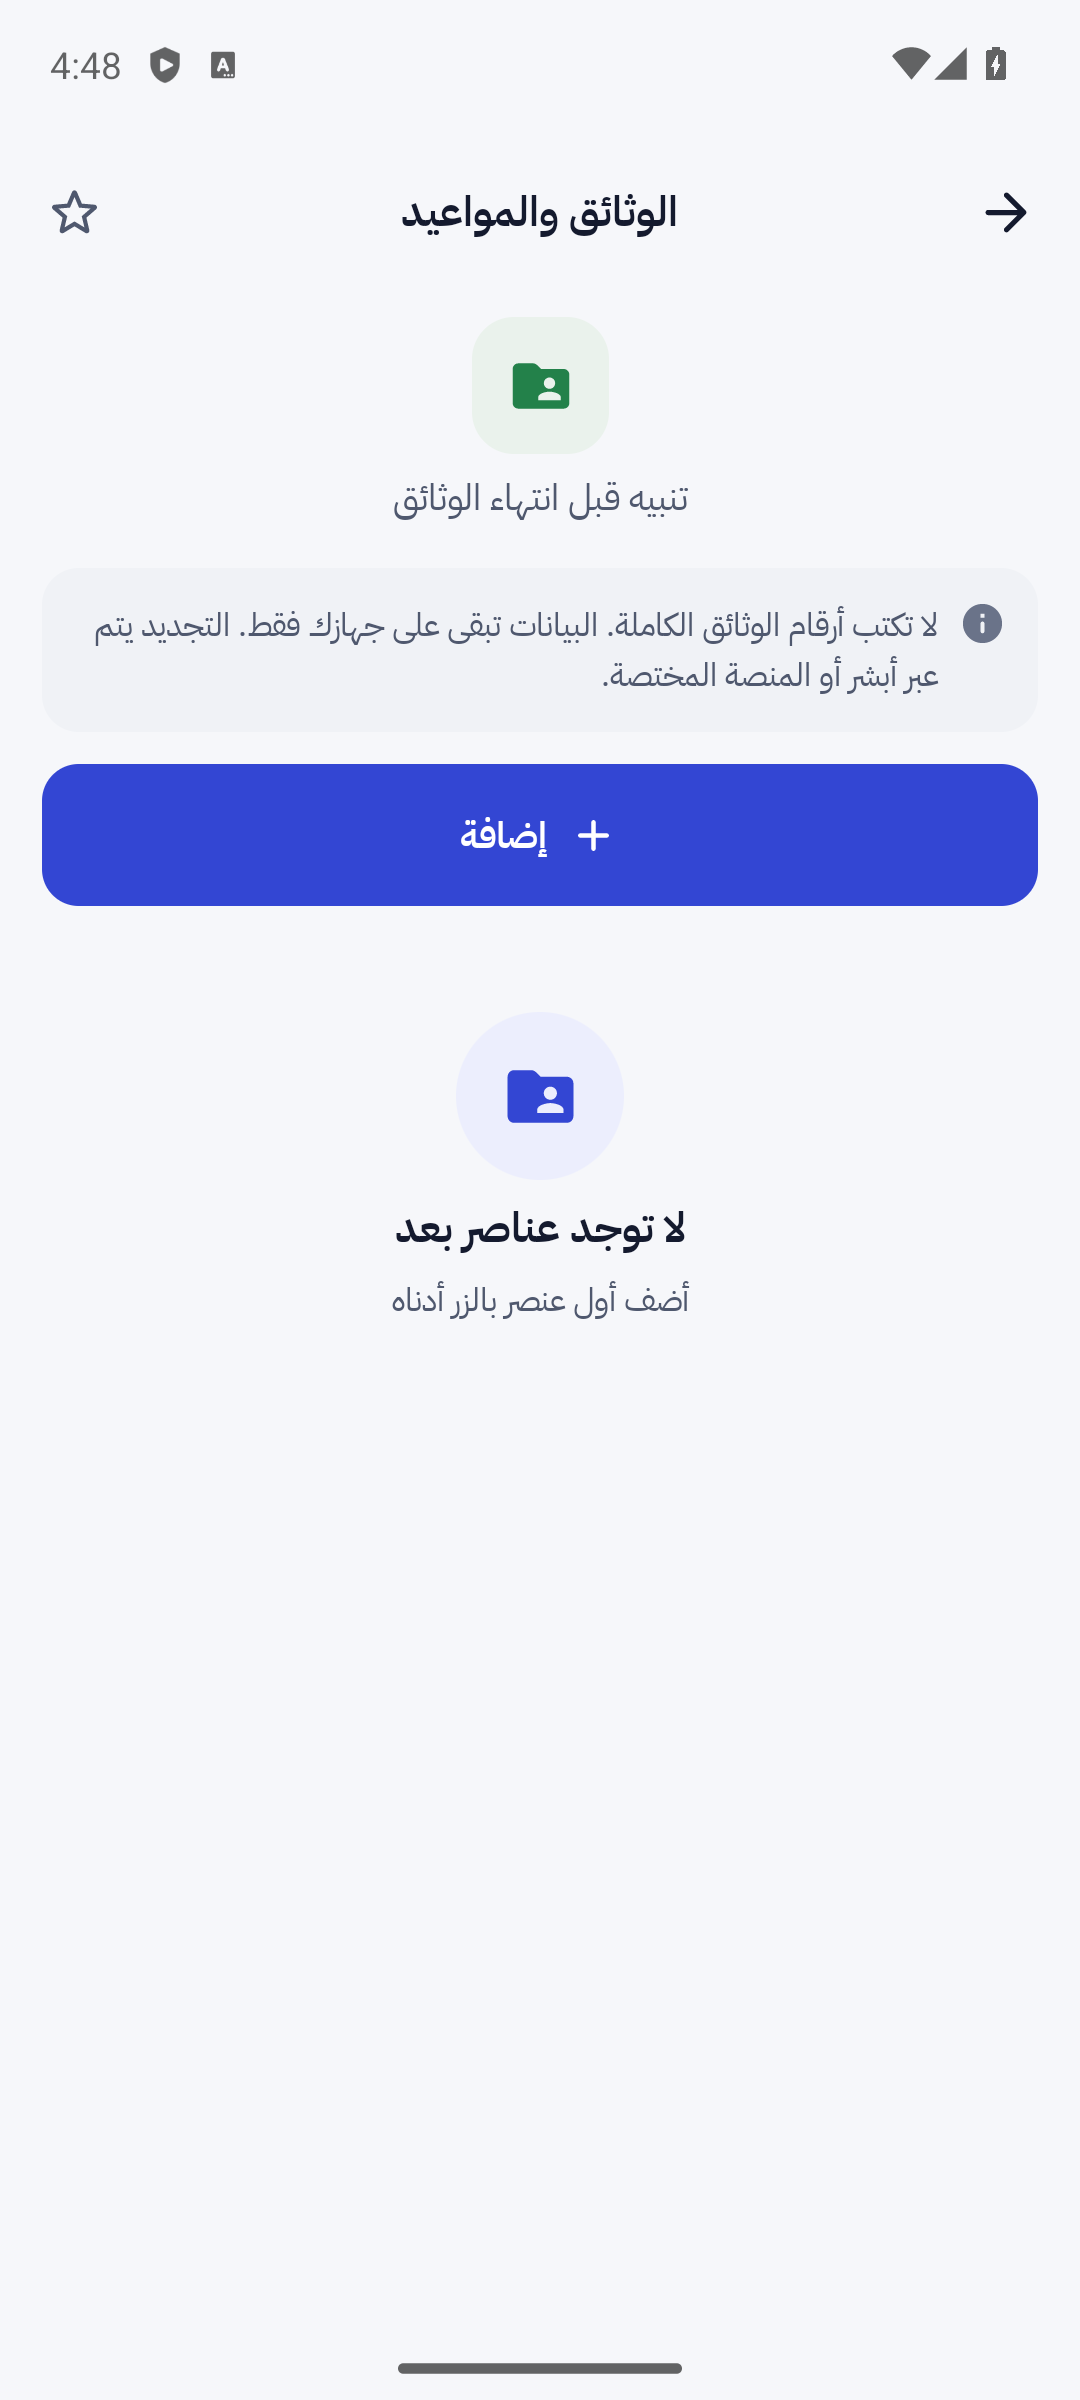 4:48
الوثائق والمواعيد
تنبيه قبل انتهاء الوثائق
لا تكتب أرقام الوثائق الكاملة. البيانات تبقى على جهازك فقط. التجديد يتم
عبر أبشر أو المنصة المختصة.
إضافة
لا توجد عناصر بعد
أضف أول عنصر بالزر أدناه